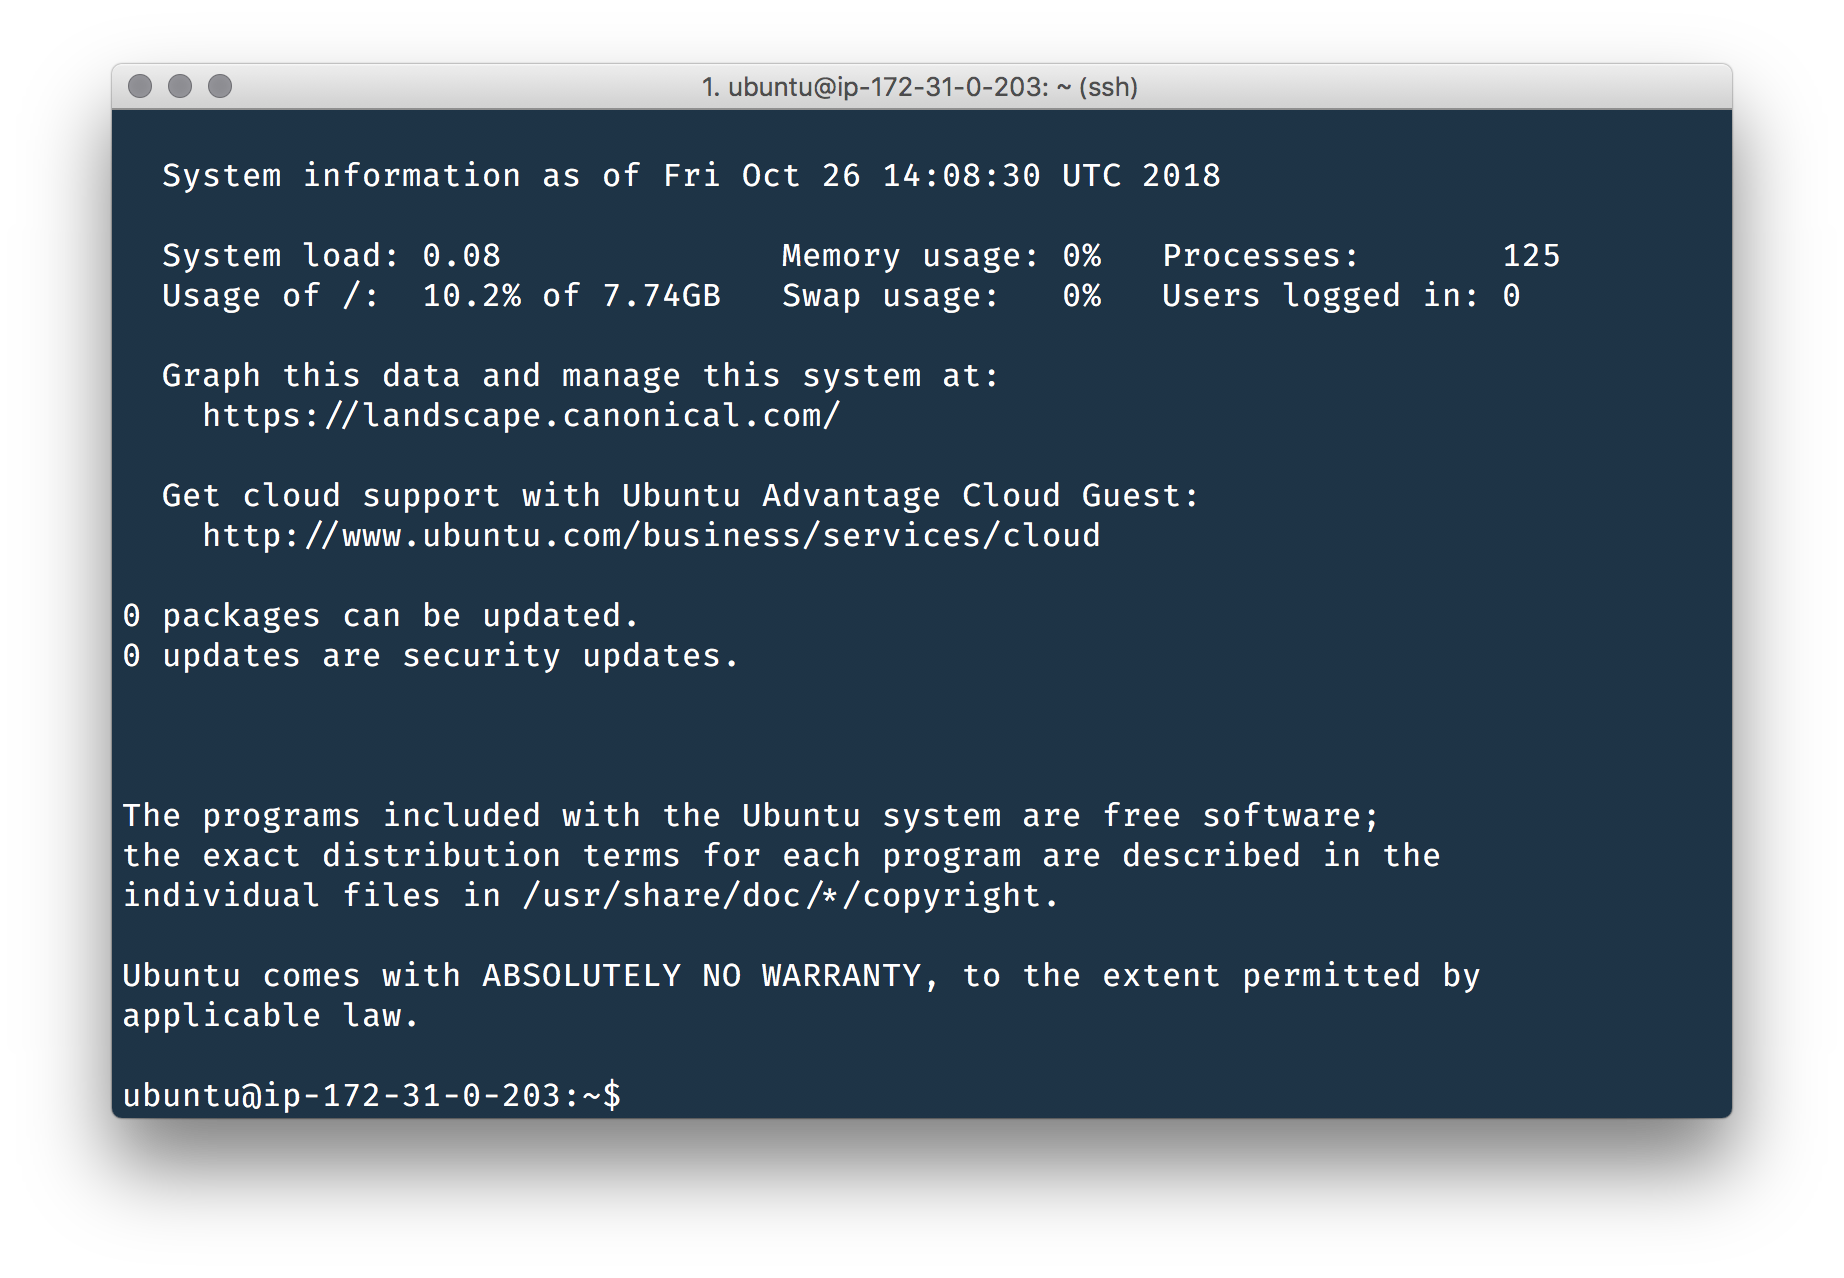 1. ubuntu@ip-172-31-0-203: ~ (ssh)
System information as of Fri Oct 26 14:08:30 UTC 2018
System load: 0.08 Memory usage: 0% Processes: 125
Usage of /: 10.2% of 7.74GB Swap usage: 0% Users logged in: 0
Graph this data and manage this system at:
https://landscape.canonical.com/
Get cloud support with Ubuntu Advantage Cloud Guest:
http://www.ubuntu.com/business/services/cloud
0 packages can be updated.
0 updates are security updates.
The programs included with the Ubuntu system are free software;
the exact distribution terms for each program are described in the
individual files in /usr/share/doc/*/copyright.
Ubuntu comes with ABSOLUTELY NO WARRANTY, to the extent permitted by
applicable law.
ubuntu@ip-172-31-0-203:~$